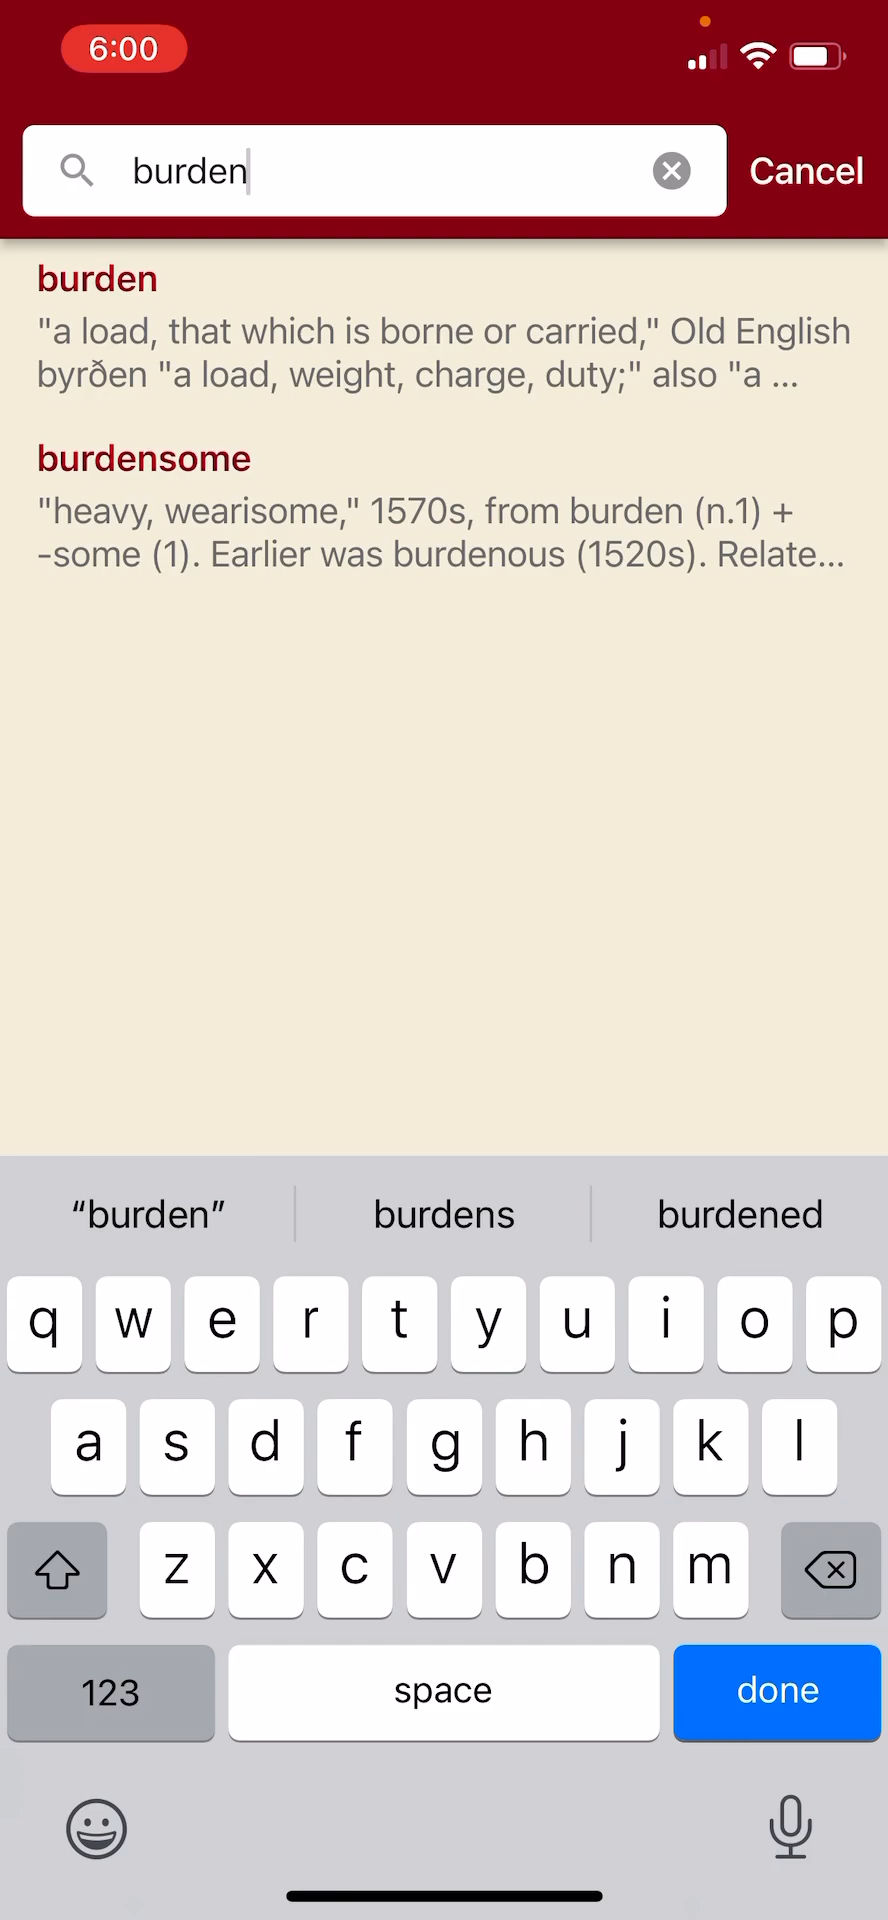 6:00
burden
Cancel
burden
"a load, that which is borne or carried," Old English
byrðen "a load, weight, charge, duty;" also "a ...
burdensome
"heavy, wearisome," 1570s, from burden (n.1) +
-some (1). Earlier was burdenous (1520s). Relate...
“burden” burdens burdened
q w e r t y u i o p
a s d f g h j k l
z x c v b n m
123 space done